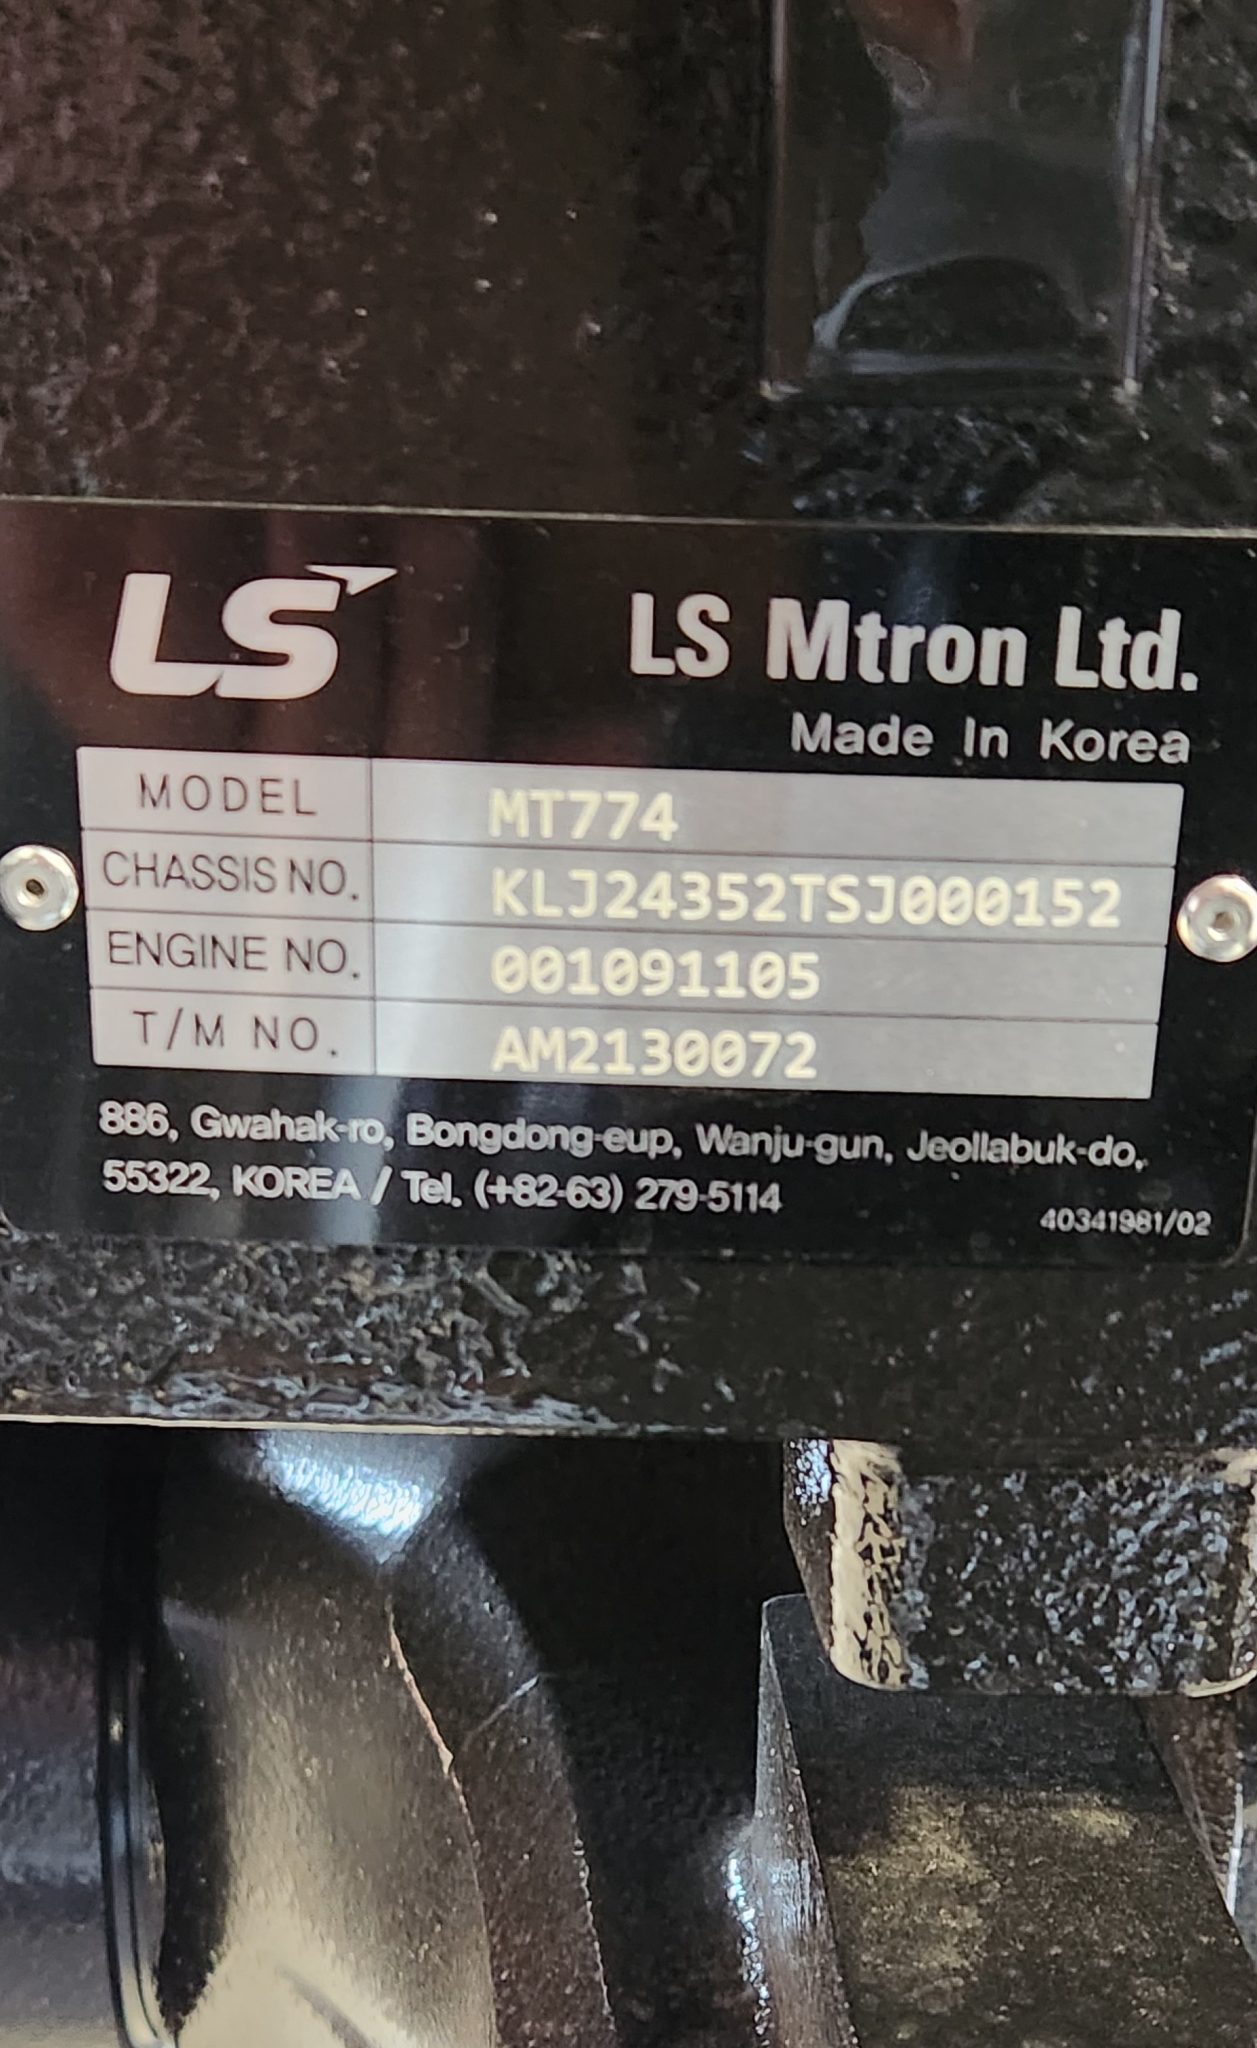 LS
LS Mtron Ltd.
Made In Korea
MODEL MT774
CHASSIS NO. KLJ24352TSJ000152
ENGINE NO. 001091105
T/M NO. AM2130072
886, Gwahak-ro, Bongdong-eup, Wanju-gun, Jeollabuk-do,
55322, KOREA / Tel. (+82-63) 279-5114
40341981/02